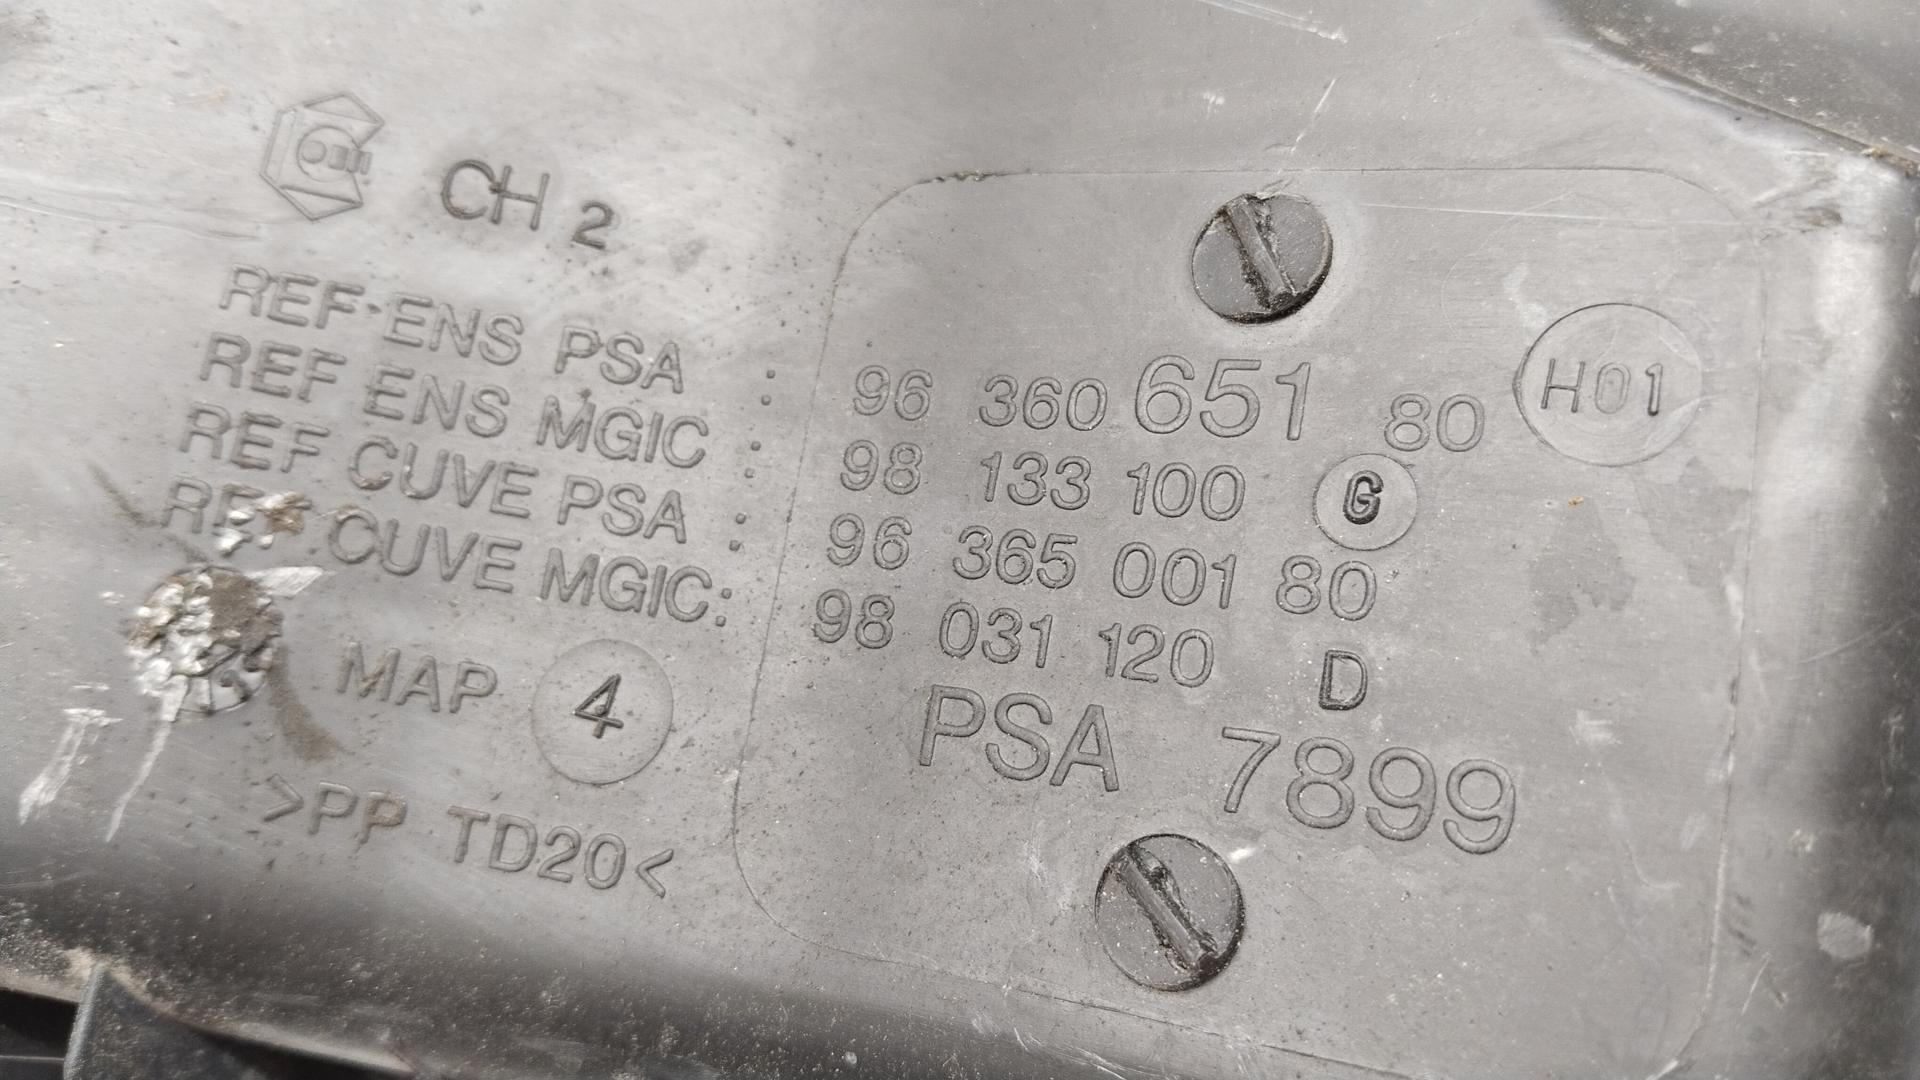 CH 2
REF ENS PSA : 96 360 651 80 H01
REF ENS MGIC : 98 133 100 G
REF CUVE PSA : 96 365 001 80
REF CUVE MGIC : 98 031 120 D
MAP 4 PSA 7899
>PP TD20<